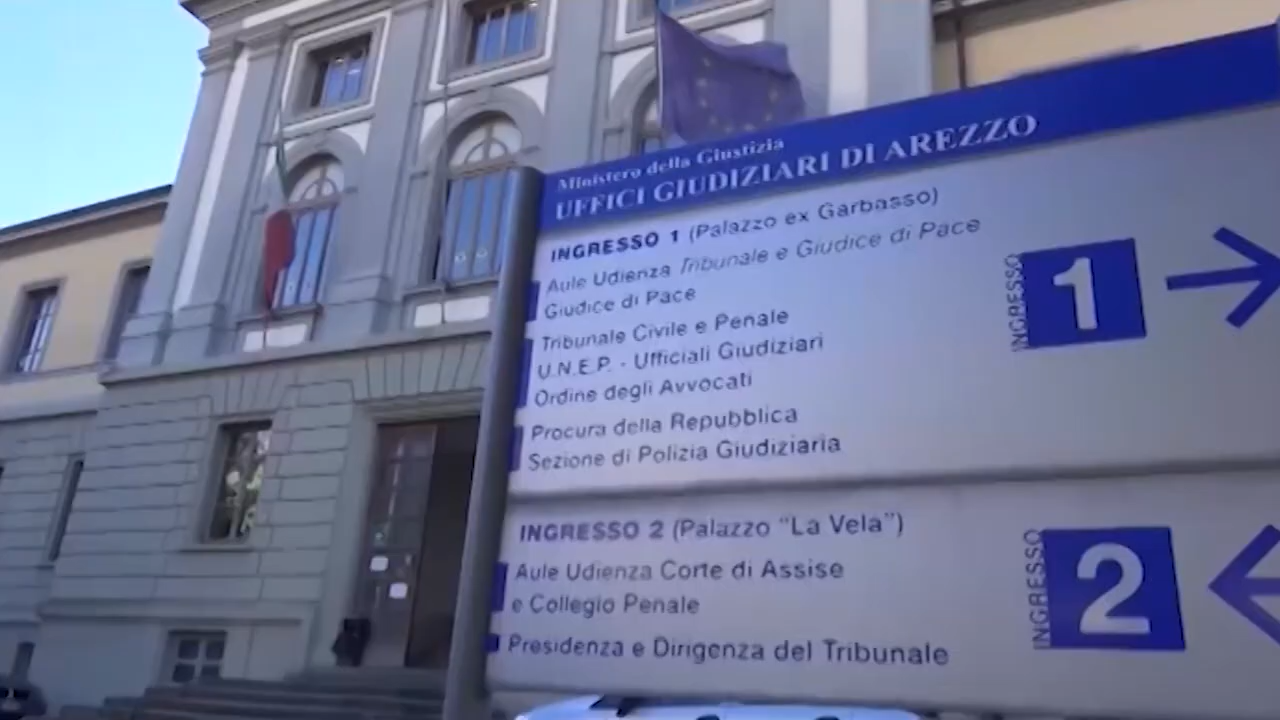 Ministero della Giustizia
UFFICI GIUDIZIARI DI AREZZO
INGRESSO 1 (Palazzo ex Garbasso)
Aule Udienza Tribunale e Giudice di Pace
Giudice di Pace
Tribunale Civile e Penale
U.N.E.P. - Ufficiali Giudiziari
Ordine degli Avvocati
Procura della Repubblica
Sezione di Polizia Giudiziaria
INGRESSO
1
INGRESSO 2 (Palazzo "La Vela")
Aule Udienza Corte di Assise
e Collegio Penale
Presidenza e Dirigenza del Tribunale
INGRESSO
2